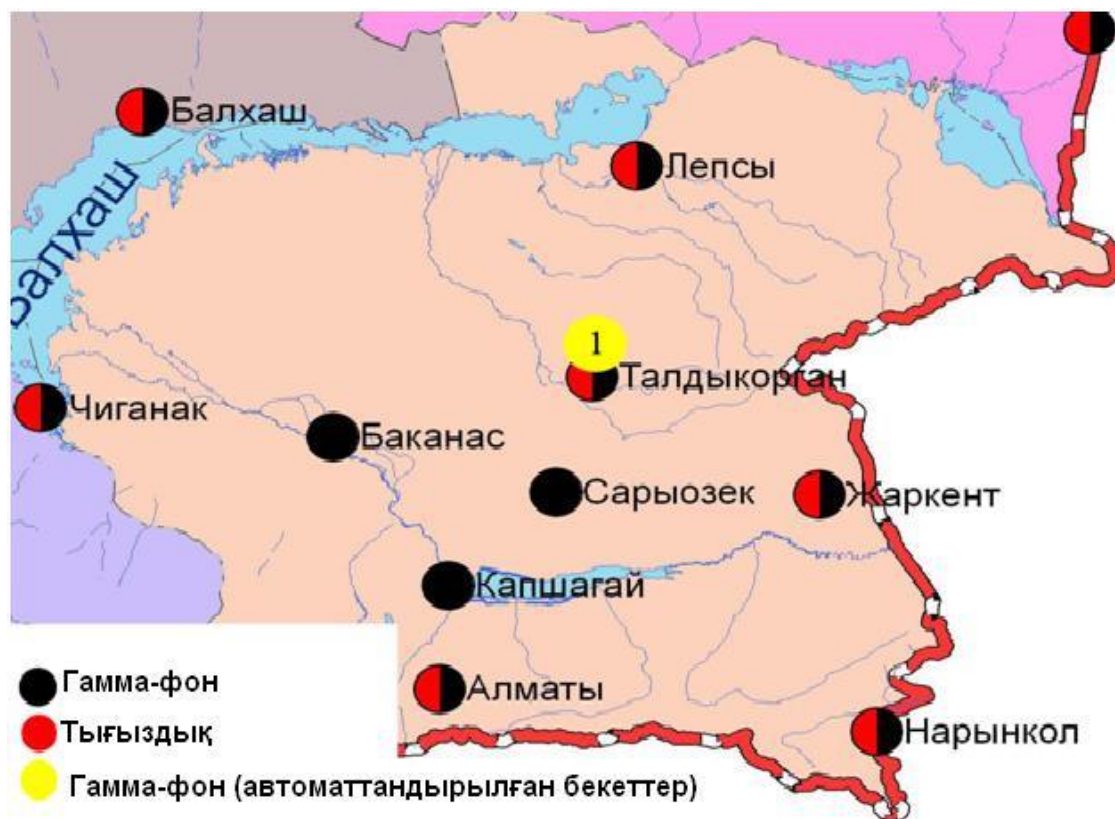 Балхаш
Лепсы
Балхаш
1
Талдыкорган
Чиганак
Баканас
Сарыозек
Жаркент
Капшагай
Алматы
Нарынкол
Гамма-фон
Тығыздық
Гамма-фон (автоматтандырылған бекеттер)